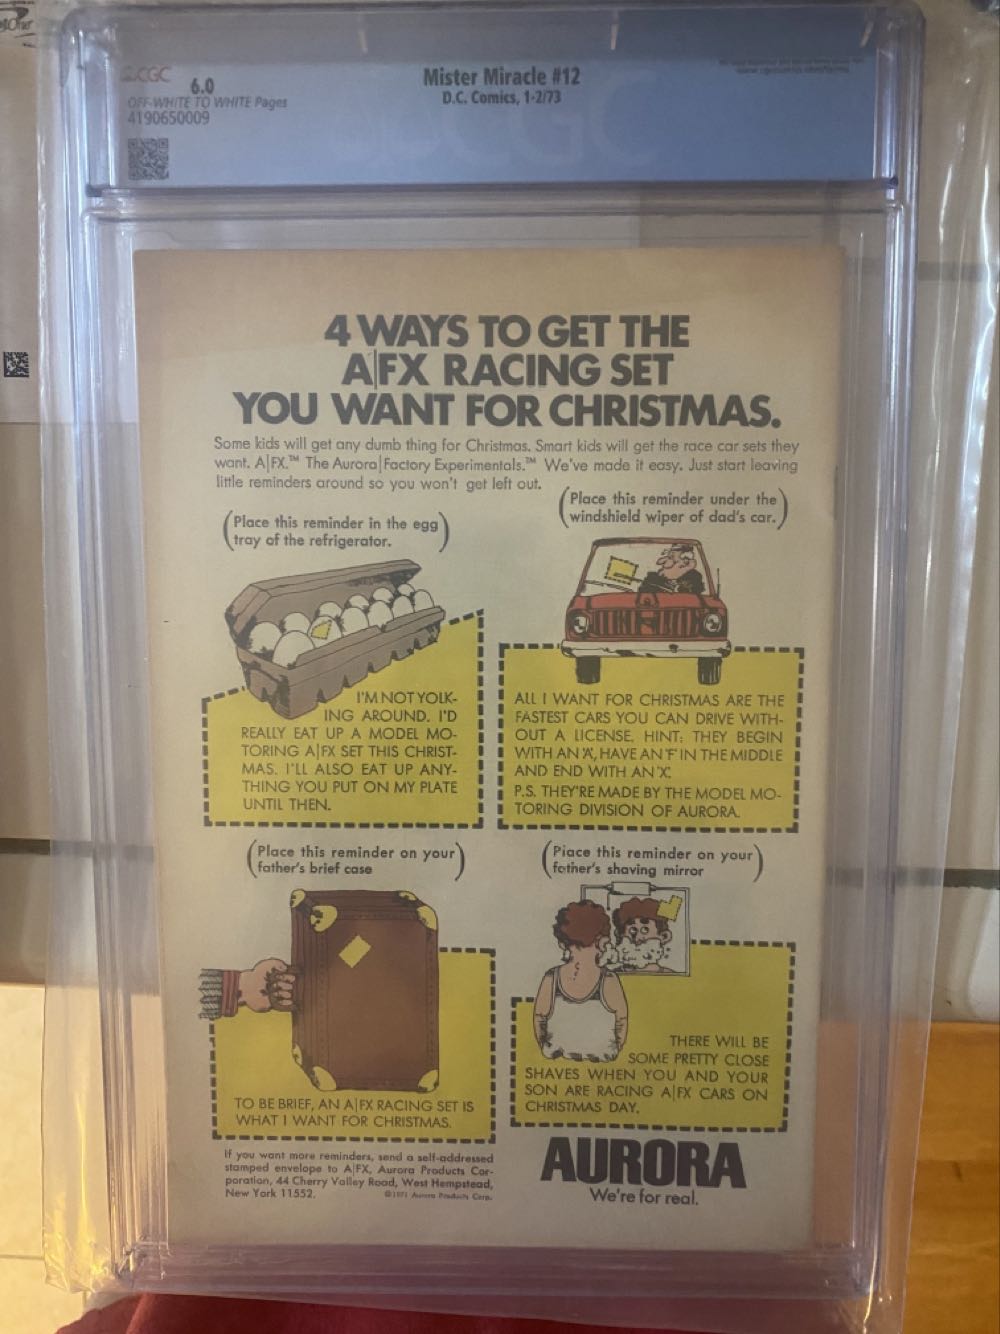 CGC
6.0
OFF-WHITE TO WHITE Pages
4190650009
Mister Miracle #12
D.C. Comics, 1-2/73
4 WAYS TO GET THE
A|FX RACING SET
YOU WANT FOR CHRISTMAS.
Some kids will get any dumb thing for Christmas. Smart kids will get the race car sets they
want. A|FX.™ The Aurora|Factory Experimentals.™ We've made it easy. Just start leaving
little reminders around so you won't get left out.
(Place this reminder in the egg
tray of the refrigerator.)
I'M NOT YOLK-
ING AROUND. I'D
REALLY EAT UP A MODEL MO-
TORING A|FX SET THIS CHRIST-
MAS. I'LL ALSO EAT UP ANY-
THING YOU PUT ON MY PLATE
UNTIL THEN.
(Place this reminder under the
windshield wiper of dad's car.)
ALL I WANT FOR CHRISTMAS ARE THE
FASTEST CARS YOU CAN DRIVE WITH-
OUT A LICENSE. HINT: THEY BEGIN
WITH AN 'A', HAVE AN 'F' IN THE MIDDLE
AND END WITH AN 'X'.
P.S. THEY'RE MADE BY THE MODEL MO-
TORING DIVISION OF AURORA.
(Place this reminder on your
father's brief case)
TO BE BRIEF, AN A|FX RACING SET IS
WHAT I WANT FOR CHRISTMAS.
(Place this reminder on your
father's shaving mirror)
THERE WILL BE
SOME PRETTY CLOSE
SHAVES WHEN YOU AND YOUR
SON ARE RACING A|FX CARS ON
CHRISTMAS DAY.
If you want more reminders, send a self-addressed
stamped envelope to A|FX, Aurora Products Cor-
poration, 44 Cherry Valley Road, West Hempstead,
New York 11552.
©1971 Aurora Products Corp.
AURORA
We're for real.